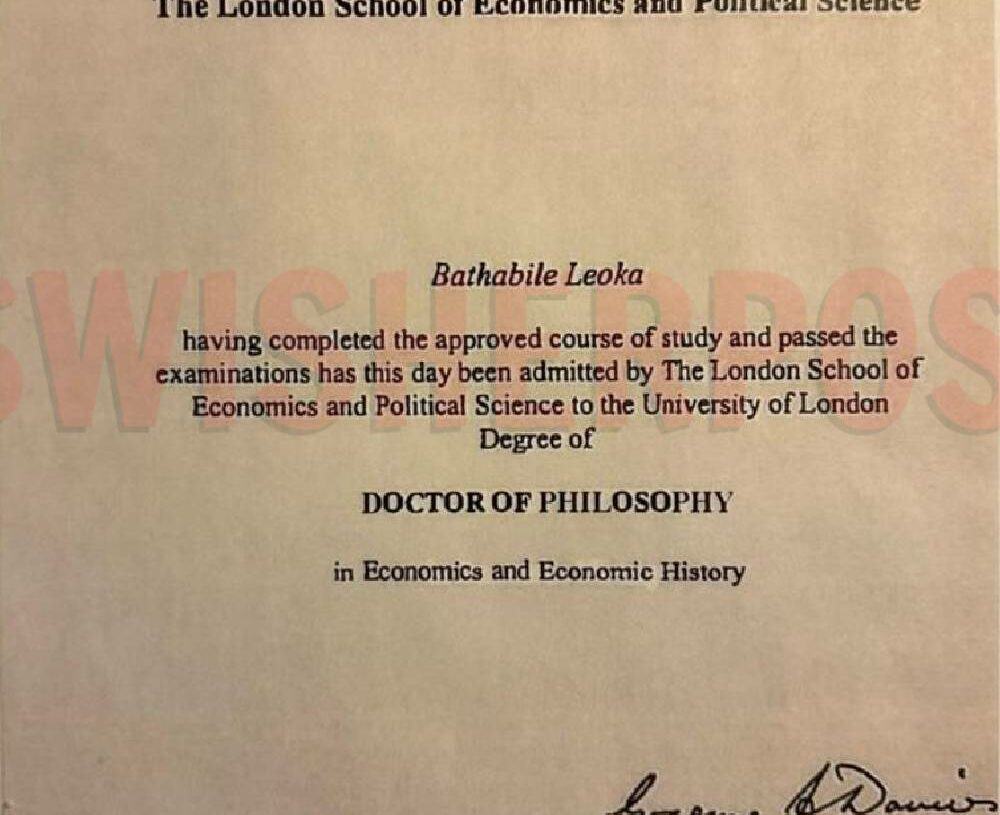 The London School of Economics and Political Science
Bathabile Leoka
SWISHERPOS
having completed the approved course of study and passed the
examinations has this day been admitted by The London School of
Economics and Political Science to the University of London
Degree of
DOCTOR OF PHILOSOPHY
in Economics and Economic History